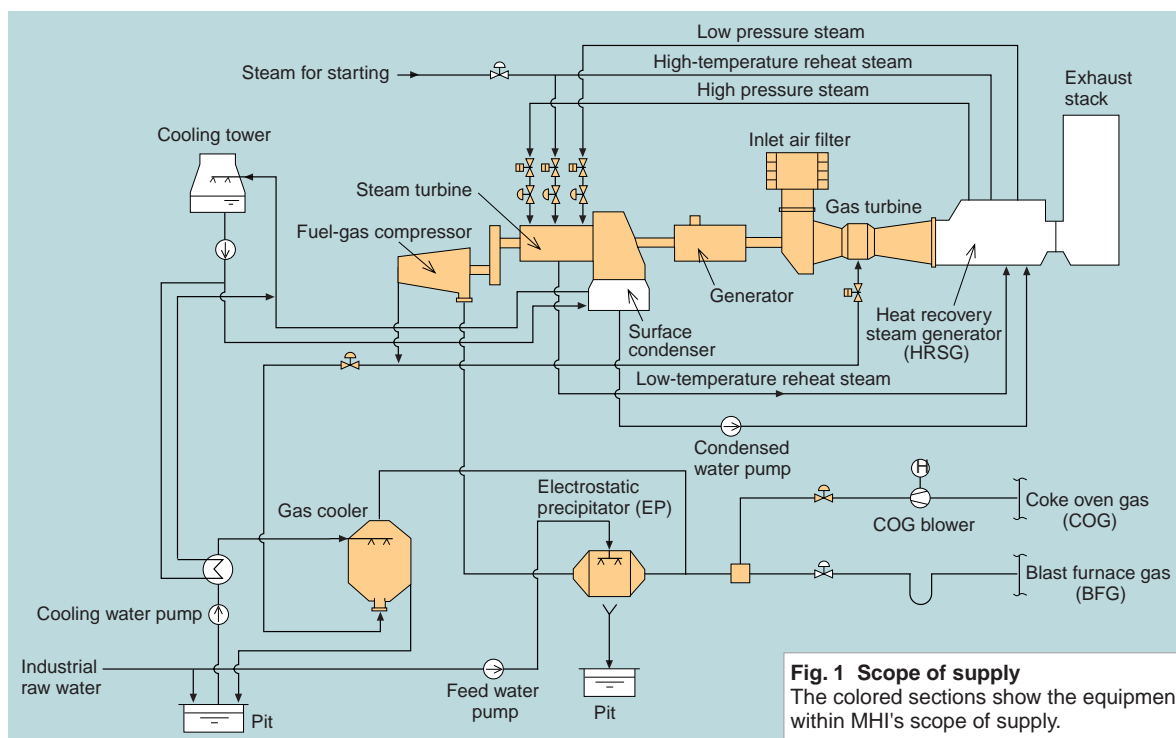 Low pressure steam
Steam for starting
High-temperature reheat steam
High pressure steam
Exhaust
stack
Cooling tower
Inlet air filter
Steam turbine
Gas turbine
Fuel-gas compressor
Generator
Surface
condenser
Heat recovery
steam generator
(HRSG)
Low-temperature reheat steam
Condensed
water pump
H
Gas cooler
Electrostatic
precipitator (EP)
COG blower
Coke oven gas
(COG)
Blast furnace gas
(BFG)
Cooling water pump
Industrial
raw water
Feed water
pump
Pit
Pit
Fig. 1 Scope of supply
The colored sections show the equipmen
within MHI's scope of supply.